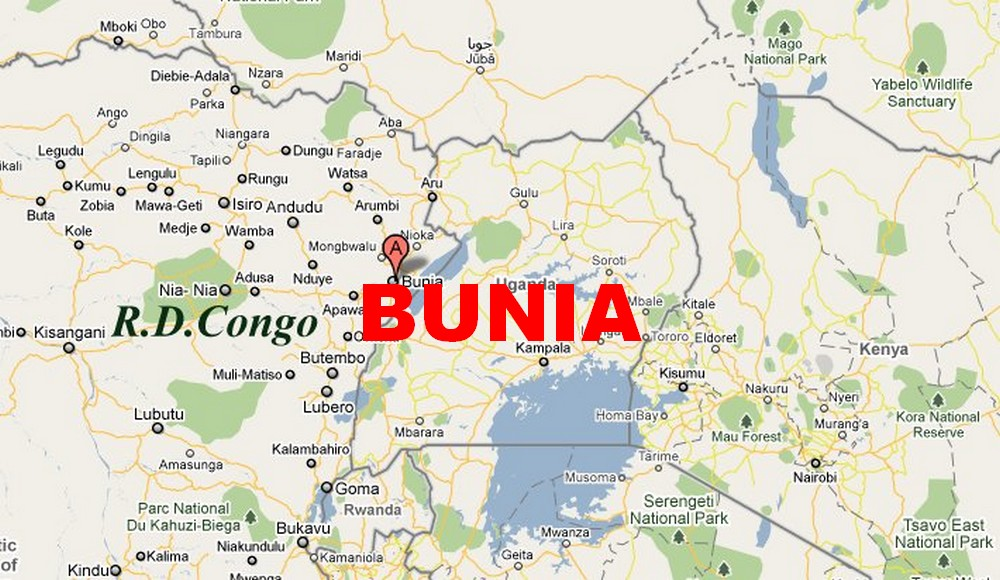 National Park
Mboki
Obo
Tambura
Maridi
جوبا
Jūbā
Mago
National Park
Yabelo Wildlife
Sanctuary
Diebie-Adala
Nzara
Parka
Ango
Dingila
Niangara
Aba
Legudu
Tapili
Dungu
Faradje
ikali
Kumu
Lengulu
Rungu
Watsa
Aru
Zobia
Mawa-Geti
Isiro
Andudu
Arumbi
Gulu
Buta
Kole
Medje
Wamba
Mongbwalu
Nioka
Lira
A
Nduye
Soroti
Nia- Nia
Adusa
Bunia
Uganda
Apawa
BUNIA
Mbale
Kitale
R.D.Congo
Kisangani
Tororo
Eldoret
Kampala
Kenya
Butembo
Muli-Matiso
Kisumu
Nakuru
Lubero
Nyeri
Lubutu
Homa Bay
Murang'a
Kora National
Reserve
Mbarara
Mau Forest
Kalambahiro
Amasunga
Tarime
Nairobi
Goma
Musoma
Rwanda
Serengeti
National Park
Parc National
Du Kahuzi-Biega
Bukavu
Mwanza
Tsavo East
National Park
Niakundulu
Geita
Kalima
Kamaniola
Kindu
Mwenga
tic
of